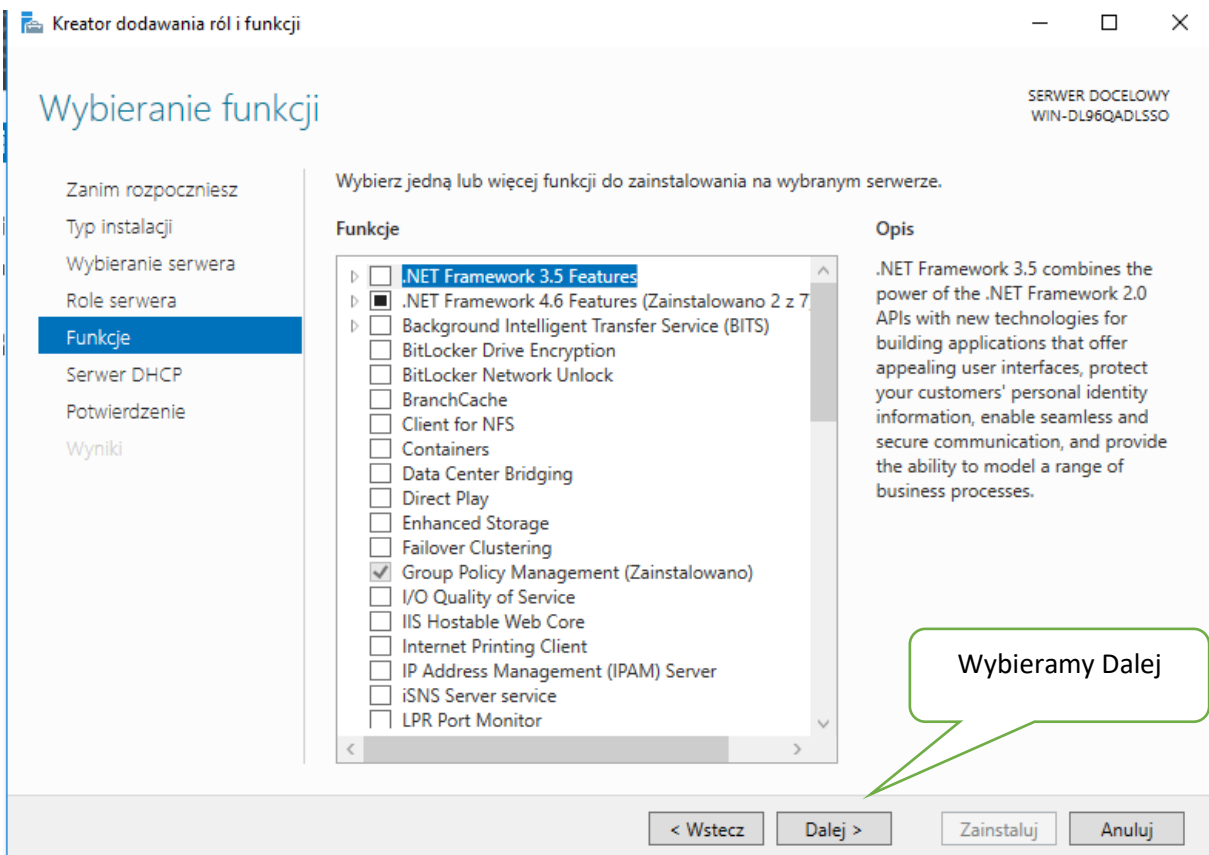 Kreator dodawania ról i funkcji
Wybieranie funkcji
SERWER DOCELOWY
WIN-DL96QADLSSO
Zanim rozpoczniesz
Typ instalacji
Wybieranie serwera
Role serwera
Funkcje
Serwer DHCP
Potwierdzenie
Wyniki
Wybierz jedną lub więcej funkcji do zainstalowania na wybranym serwerze.
Funkcje
.NET Framework 3.5 Features
.NET Framework 4.6 Features (Zainstalowano 2 z 7
Background Intelligent Transfer Service (BITS)
BitLocker Drive Encryption
BitLocker Network Unlock
BranchCache
Client for NFS
Containers
Data Center Bridging
Direct Play
Enhanced Storage
Failover Clustering
Group Policy Management (Zainstalowano)
I/O Quality of Service
IIS Hostable Web Core
Internet Printing Client
IP Address Management (IPAM) Server
iSNS Server service
LPR Port Monitor
Opis
.NET Framework 3.5 combines the
power of the .NET Framework 2.0
APIs with new technologies for
building applications that offer
appealing user interfaces, protect
your customers' personal identity
information, enable seamless and
secure communication, and provide
the ability to model a range of
business processes.
Wybieramy Dalej
< Wstecz
Dalej >
Zainstaluj
Anuluj